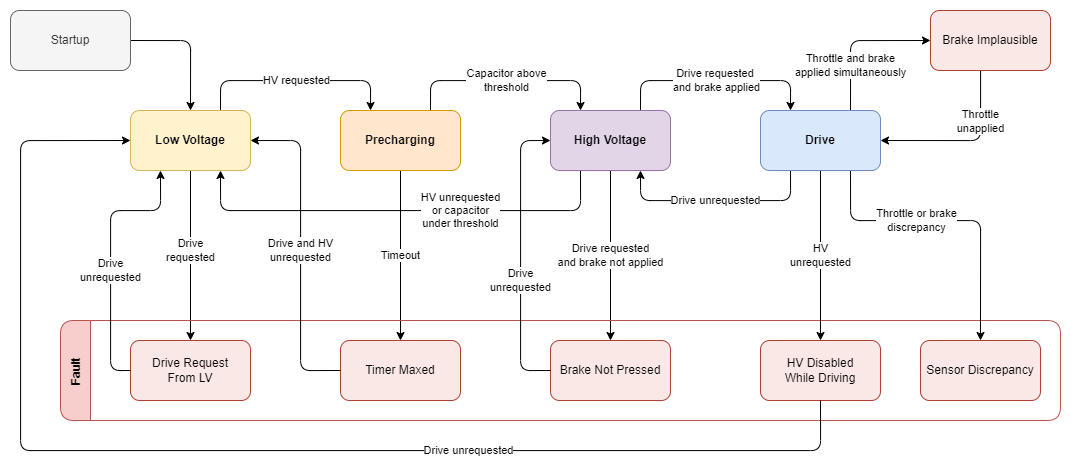 Startup
Brake Implausible
HV requested
Capacitor above
threshold
Drive requested
and brake applied
Throttle and brake
applied simultaneously
Throttle
unapplied
Low Voltage
Precharging
High Voltage
Drive
HV unrequested
or capacitor
under threshold
Drive unrequested
Throttle or brake
discrepancy
Drive
unrequested
Drive
requested
Drive and HV
unrequested
Timeout
Drive
unrequested
Drive requested
and brake not applied
HV
unrequested
Fault
Drive Request
From LV
Timer Maxed
Brake Not Pressed
HV Disabled
While Driving
Sensor Discrepancy
Drive unrequested